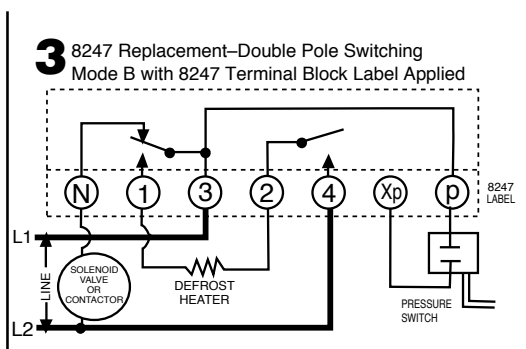 3 8247 Replacement–Double Pole Switching
Mode B with 8247 Terminal Block Label Applied
N 1 3 2 4 Xp p
8247
LABEL
L1
LINE
SOLENOID
VALVE
OR
CONTACTOR
DEFROST
HEATER
PRESSURE
SWITCH
L2